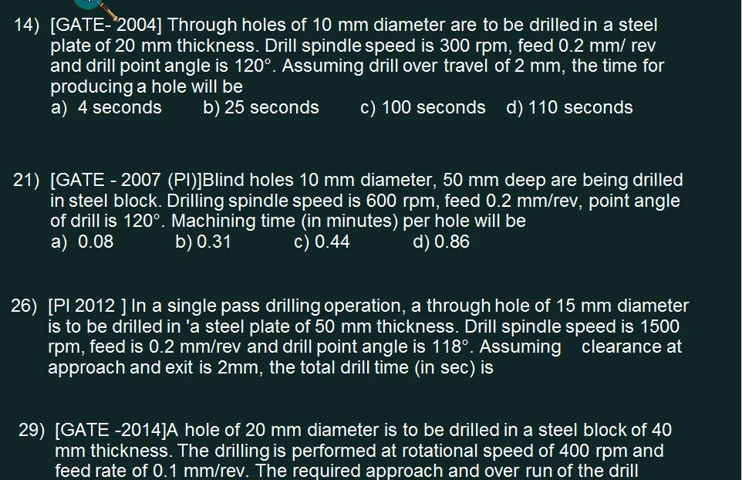 14) [GATE- 2004] Through holes of 10 mm diameter are to be drilled in a steel
plate of 20 mm thickness. Drill spindle speed is 300 rpm, feed 0.2 mm/ rev
and drill point angle is 120°. Assuming drill over travel of 2 mm, the time for
producing a hole will be
a) 4 seconds b) 25 seconds c) 100 seconds d) 110 seconds
21) [GATE - 2007 (PI)]Blind holes 10 mm diameter, 50 mm deep are being drilled
in steel block. Drilling spindle speed is 600 rpm, feed 0.2 mm/rev, point angle
of drill is 120°. Machining time (in minutes) per hole will be
a) 0.08 b) 0.31 c) 0.44 d) 0.86
26) [PI 2012 ] In a single pass drilling operation, a through hole of 15 mm diameter
is to be drilled in 'a steel plate of 50 mm thickness. Drill spindle speed is 1500
rpm, feed is 0.2 mm/rev and drill point angle is 118°. Assuming clearance at
approach and exit is 2mm, the total drill time (in sec) is
29) [GATE -2014]A hole of 20 mm diameter is to be drilled in a steel block of 40
mm thickness. The drilling is performed at rotational speed of 400 rpm and
feed rate of 0.1 mm/rev. The required approach and over run of the drill